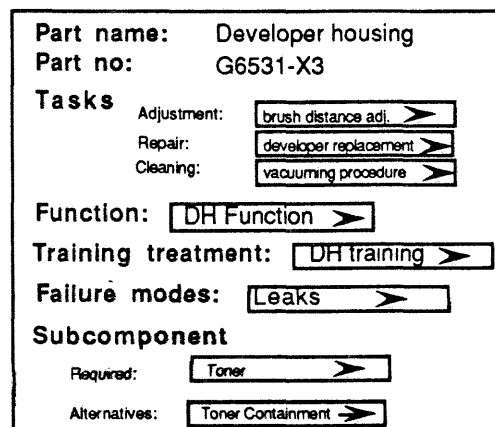 Part name: Developer housing
Part no: G6531-X3
Tasks
Adjustment: brush distance adj.
Repair: developer replacement
Cleaning: vacuuming procedure
Function: DH Function
Training treatment: DH training
Failure modes: Leaks
Subcomponent
Required: Toner
Alternatives: Toner Containment